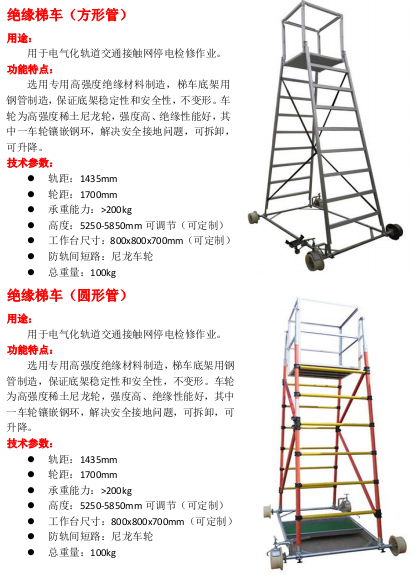 绝缘梯车（方形管）
用途：
用于电气化轨道交通接触网停电检修作业。
功能特点：
选用专用高强度绝缘材料制造，梯车底架用
钢管制造，保证底架稳定性和安全性，不变形。车
轮为高强度稀土尼龙轮，强度高、绝缘性能好，其
中一车轮镶嵌钢环，解决安全接地问题，可拆卸，
可升降。
技术参数：
● 轨距：1435mm
● 轮距：1700mm
● 承重能力：>200kg
● 高度：5250-5850mm 可调节（可定制）
● 工作台尺寸：800x800x700mm（可定制）
● 防轨间短路：尼龙车轮
● 总重量：100kg
绝缘梯车（圆形管）
用途：
用于电气化轨道交通接触网停电检修作业。
功能特点：
选用专用高强度绝缘材料制造，梯车底架用钢
管制造，保证底架稳定性和安全性，不变形。车轮
为高强度稀土尼龙轮，强度高、绝缘性能好，其中
一车轮镶嵌钢环，解决安全接地问题，可拆卸，可
升降。
技术参数：
● 轨距：1435mm
● 轮距：1700mm
● 承重能力：>200kg
● 高度：5250-5850mm 可调节（可定制）
● 工作台尺寸：800x800x700mm（可定制）
● 防轨间短路：尼龙车轮
● 总重量：100kg